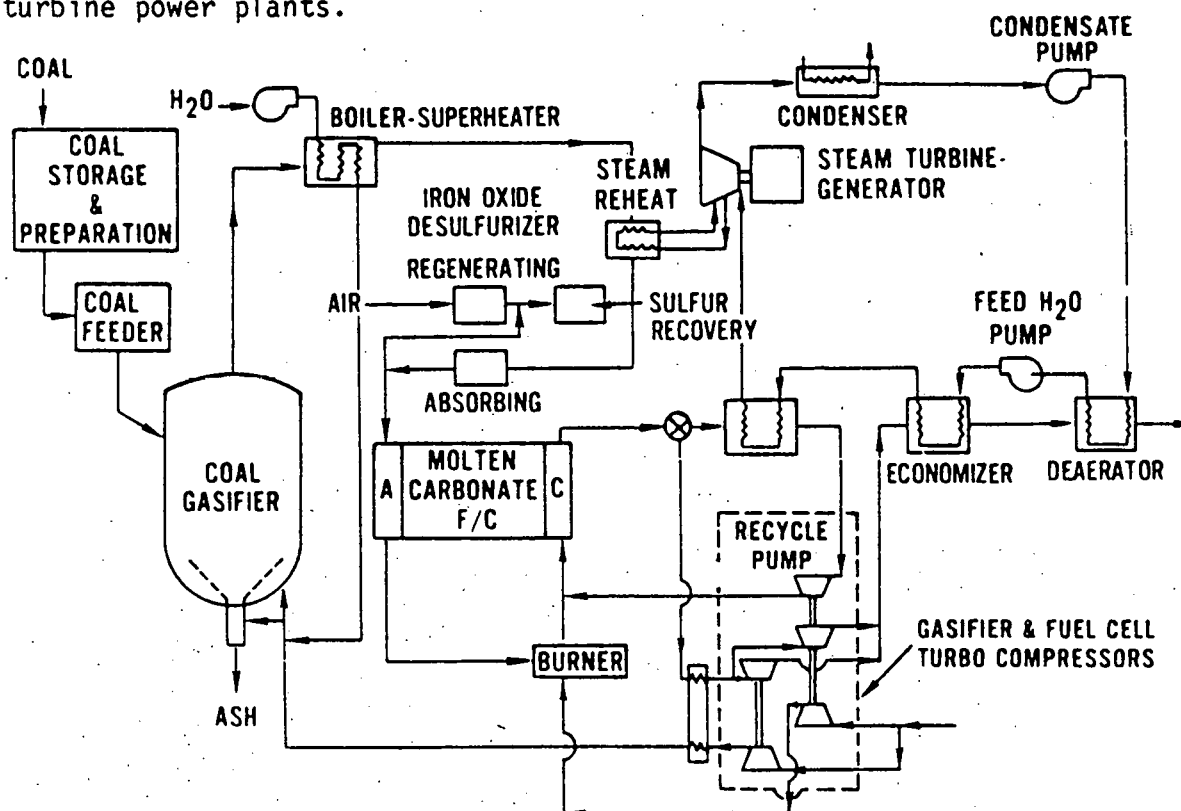 turbine power plants.
CONDENSATE
PUMP
COAL
H₂O
BOILER-SUPERHEATER
CONDENSER
COAL
STORAGE
&
PREPARATION
STEAM
REHEAT
STEAM TURBINE-
GENERATOR
IRON OXIDE
DESULFURIZER
REGENERATING
AIR
SULFUR
RECOVERY
COAL
FEEDER
FEED H₂O
PUMP
ABSORBING
COAL
GASIFIER
A
MOLTEN
CARBONATE
F/C
C
ECONOMIZER
DEAERATOR
RECYCLE
PUMP
BURNER
GASIFIER & FUEL CELL
TURBO COMPRESSORS
ASH